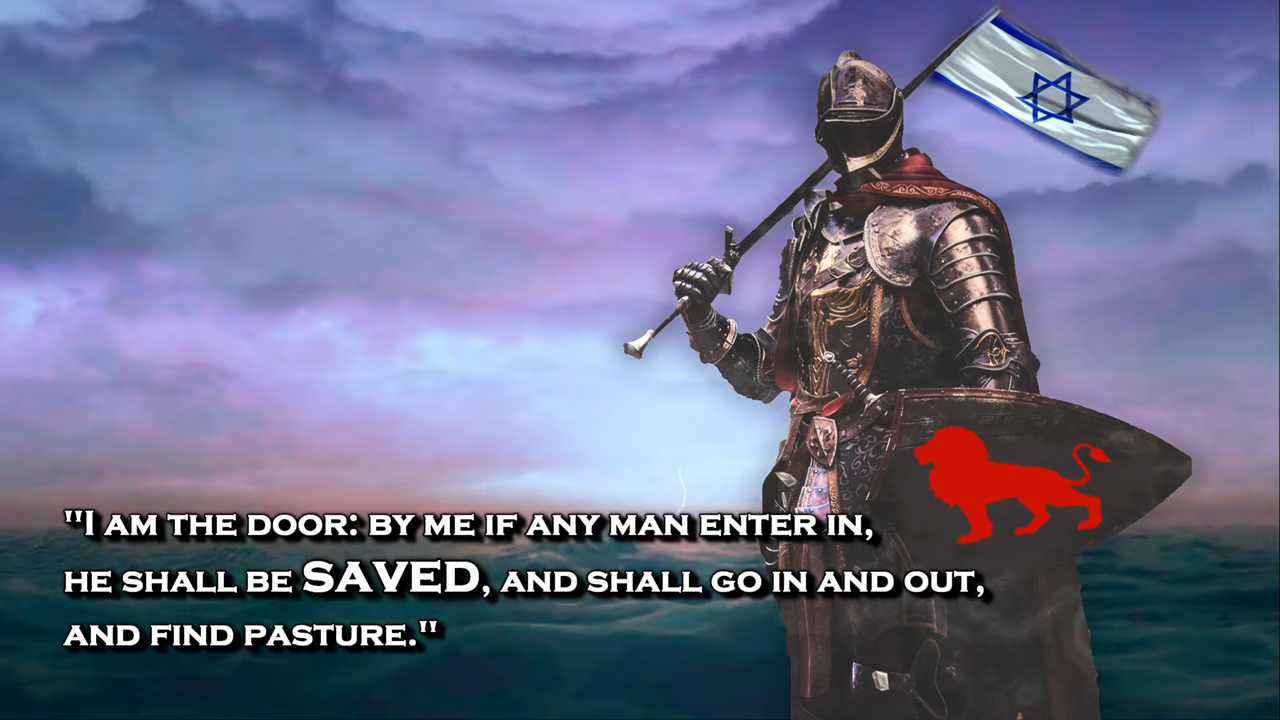 "I AM THE DOOR: BY ME IF ANY MAN ENTER IN,
HE SHALL BE SAVED, AND SHALL GO IN AND OUT,
AND FIND PASTURE."